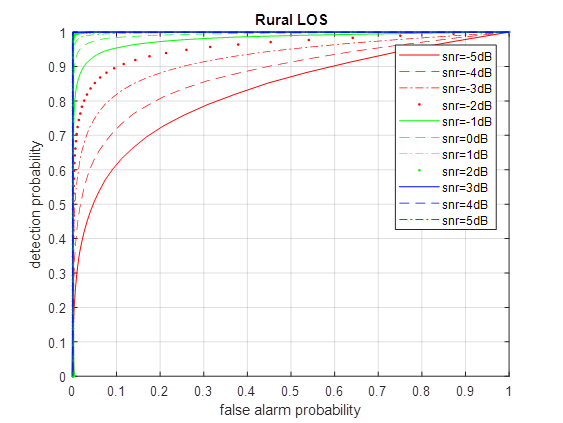 Rural LOS
1
0.9
0.8
0.7
0.6
0.5
0.4
0.3
0.2
0.1
0
detection probability
snr=-5dB
snr=-4dB
snr=-3dB
snr=-2dB
snr=-1dB
snr=0dB
snr=1dB
snr=2dB
snr=3dB
snr=4dB
snr=5dB
0 0.1 0.2 0.3 0.4 0.5 0.6 0.7 0.8 0.9 1
false alarm probability